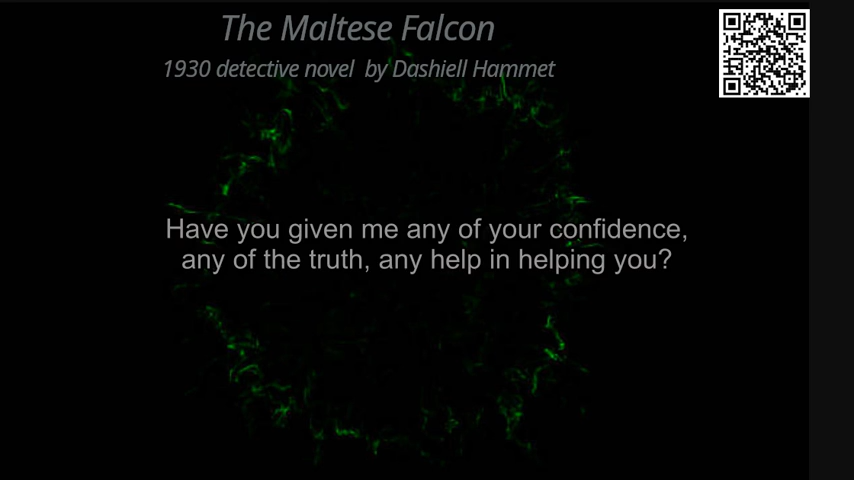 The Maltese Falcon
1930 detective novel by Dashiell Hammet
Have you given me any of your confidence,
any of the truth, any help in helping you?